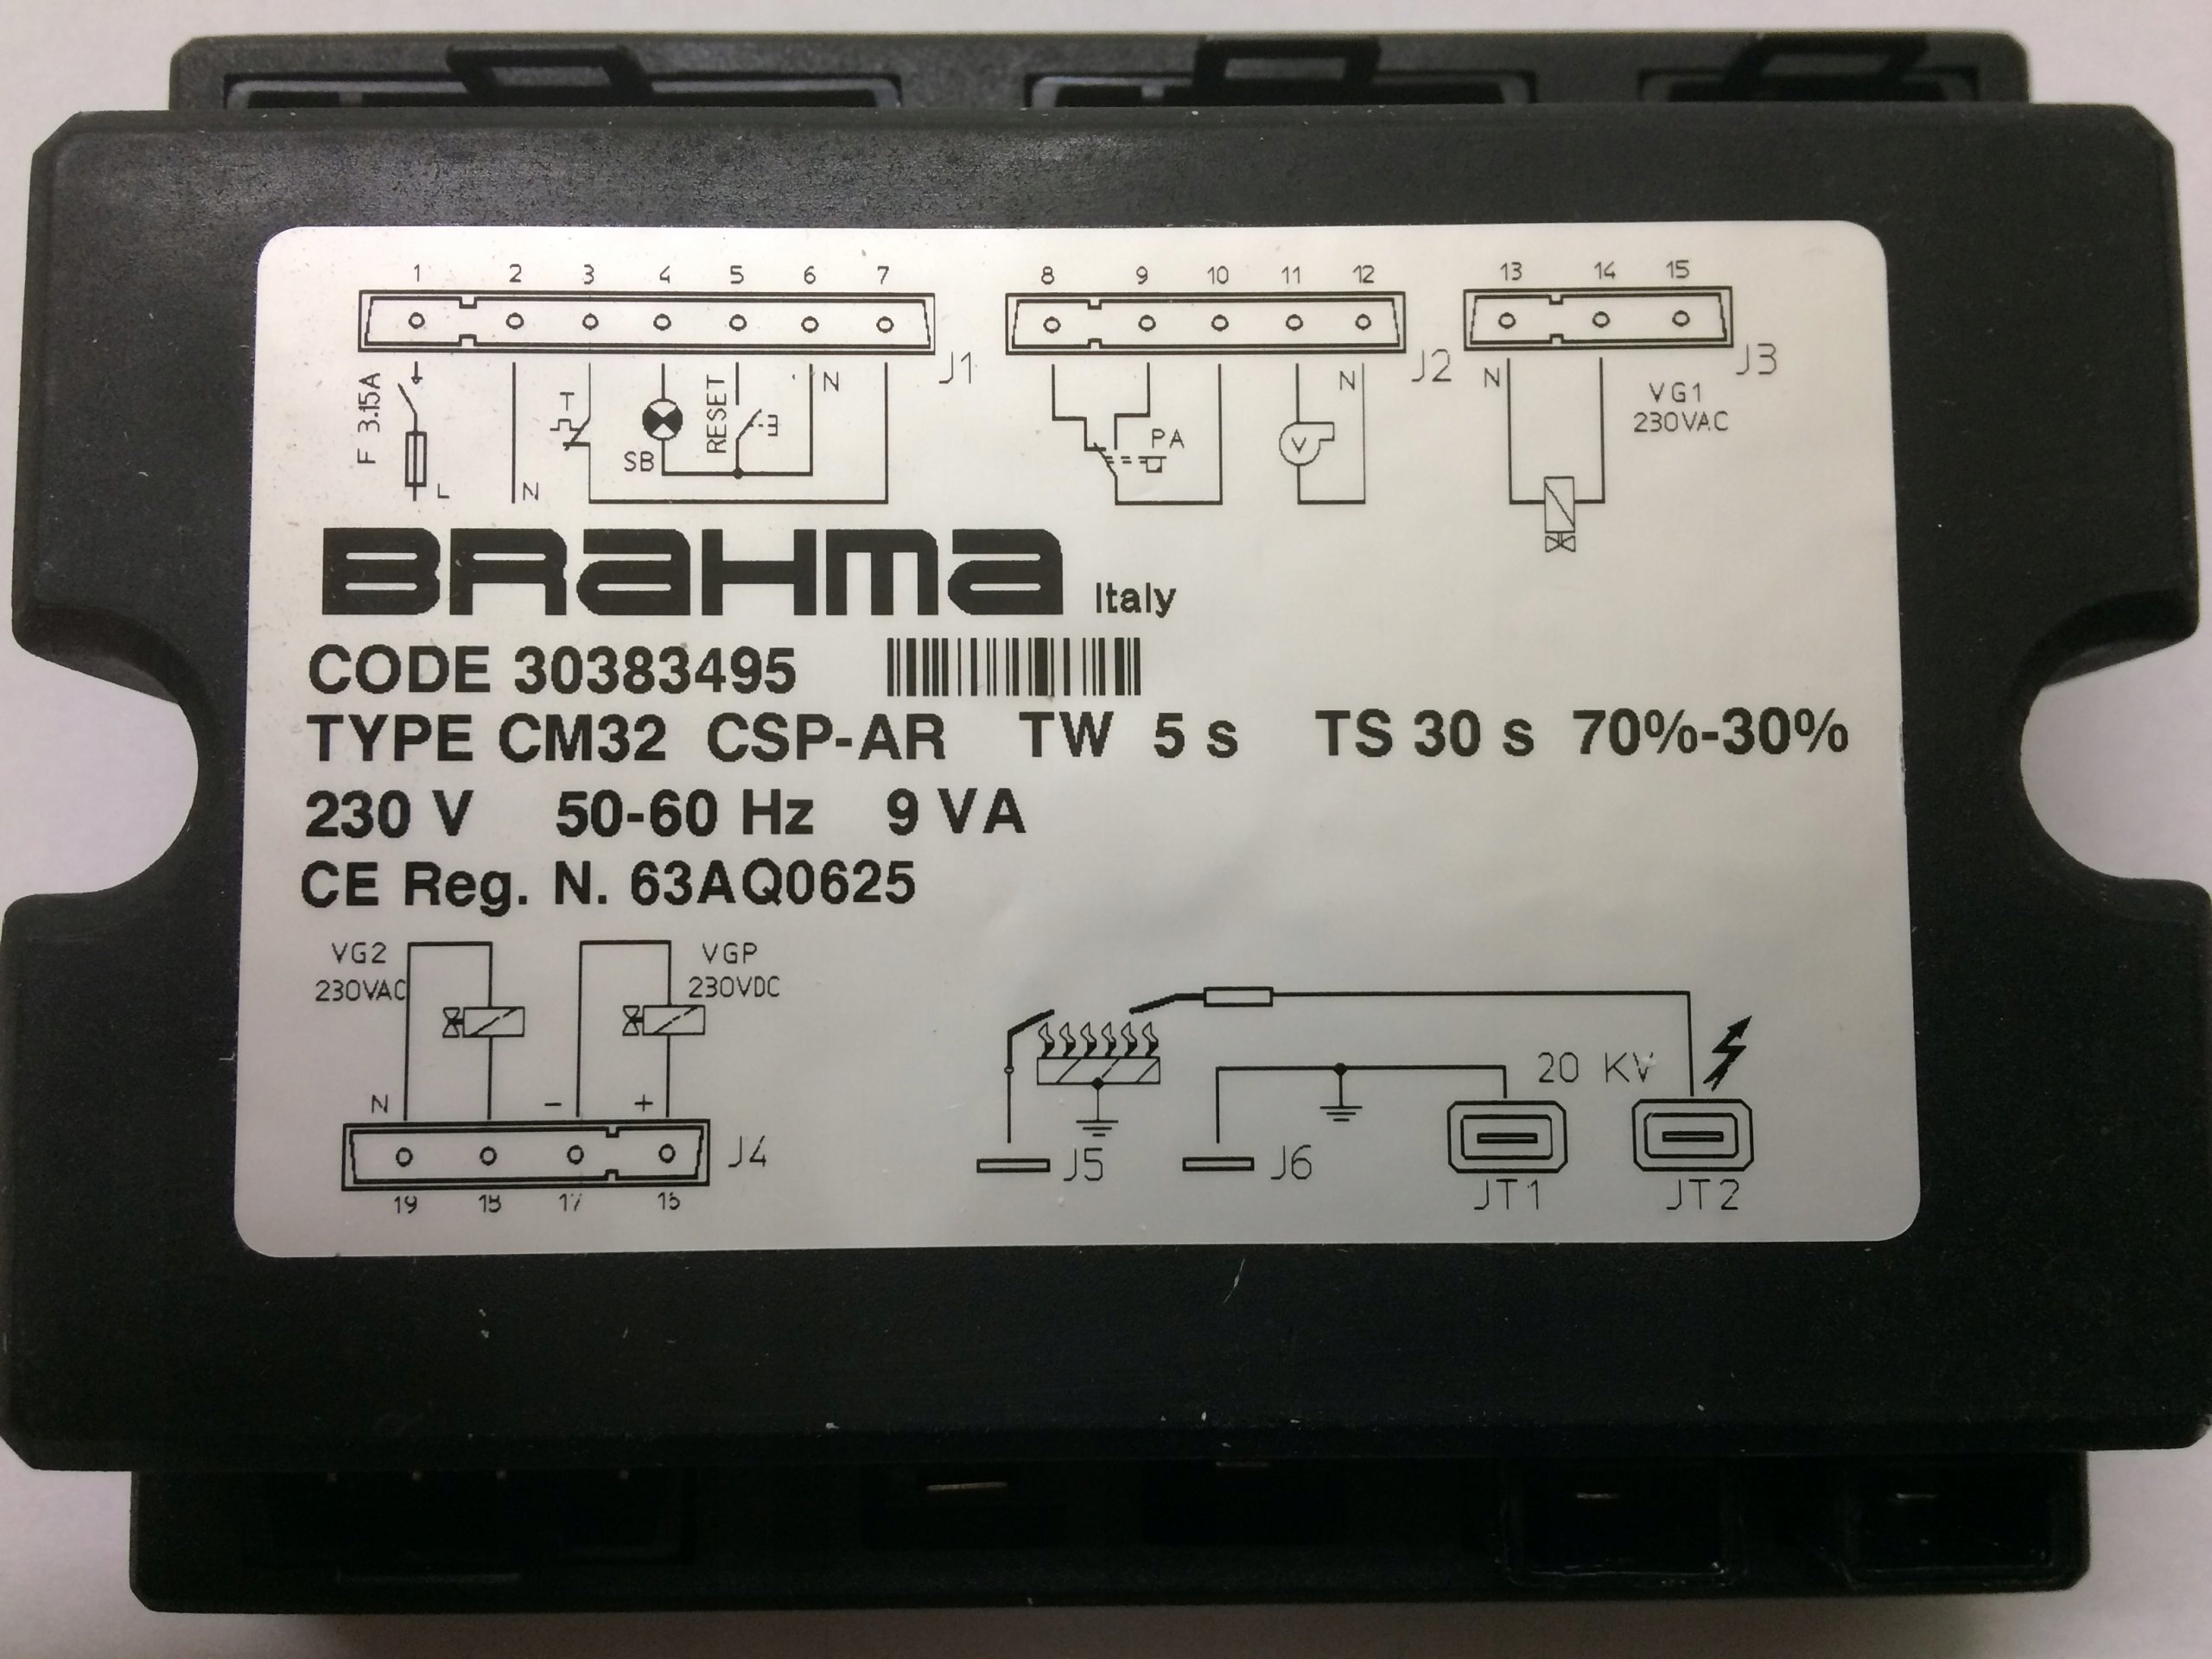 1 2 3 4 5 6 7
8 9 10 11 12
13 14 15
J1
J2
J3
F 3.15A
L
N
T
SB
RESET
N
PA
V
N
N
VG1
230VAC
BRAHMA Italy
CODE 30383495
TYPE CM32 CSP-AR TW 5 s TS 30 s 70%-30%
230 V 50-60 Hz 9 VA
CE Reg. N. 63AQ0625
VG2
230VAC
VGP
230VDC
N
-
+
J4
19 18 17
20 KV
J5
J6
JT1
JT2